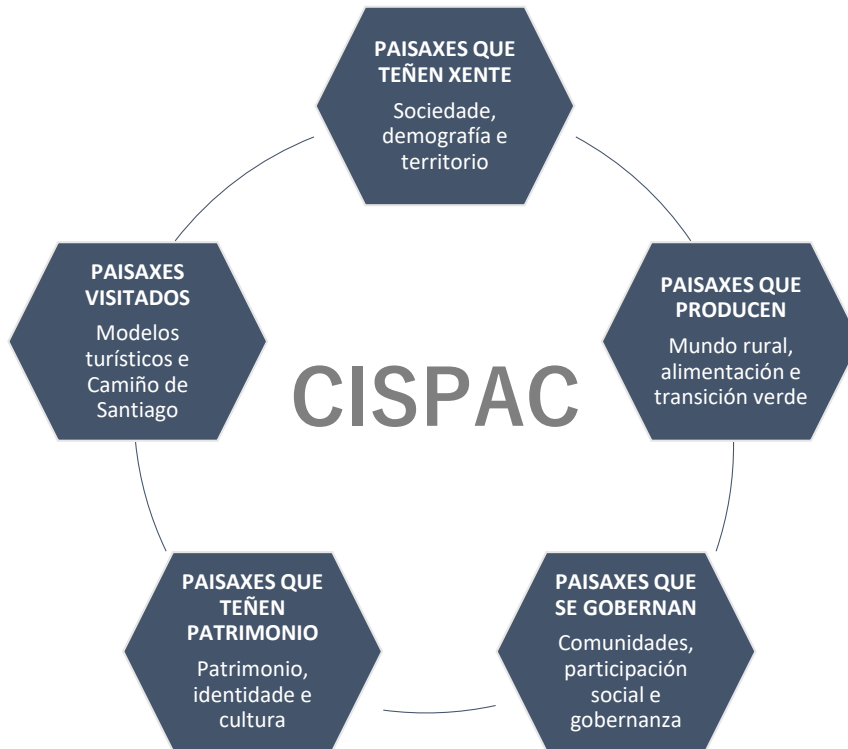 PAISAXES QUE
TEÑEN XENTE
Sociedade,
demografía e
territorio
PAISAXES QUE
PRODUCEN
Mundo rural,
alimentación e
transición verde
PAISAXES QUE
SE GOBERNAN
Comunidades,
participación
social e
gobernanza
PAISAXES QUE
TEÑEN
PATRIMONIO
Patrimonio,
identidade e
cultura
PAISAXES
VISITADOS
Modelos
turísticos e
Camiño de
Santiago
CISPAC